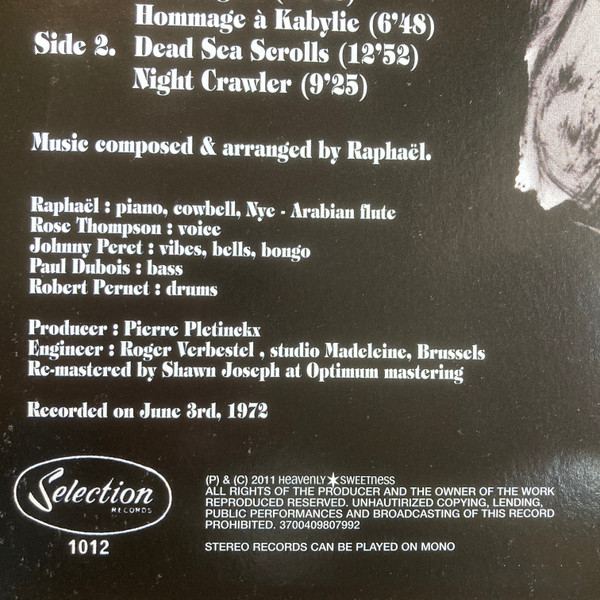 Hommage à Kabylie (6'48)
Side 2. Dead Sea Scrolls (12'52)
Night Crawler (9'25)
Music composed & arranged by Raphaël.
Raphaël : piano, cowbell, Nye - Arabian flute
Rose Thompson : voice
Johnny Peret : vibes, bells, bongo
Paul Dubois : bass
Robert Pernet : drums
Producer : Pierre Pletinckx
Engineer : Roger Verbestel , studio Madeleine, Brussels
Re-mastered by Shawn Joseph at Optimum mastering
Recorded on June 3rd, 1972
Selection
RECORDS
1012
(P) & (C) 2011 HEAVENLY SWEETNESS
ALL RIGHTS OF THE PRODUCER AND THE OWNER OF THE WORK
REPRODUCED RESERVED. UNHAUTIRIZED COPYING, LENDING,
PUBLIC PERFORMANCES AND BROADCASTING OF THIS RECORD
PROHIBITED. 3700409807992
STEREO RECORDS CAN BE PLAYED ON MONO